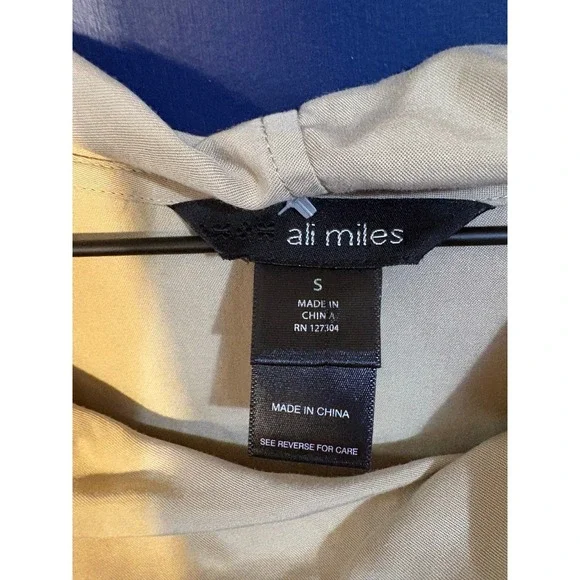 ali miles
S
MADE IN
CHINA
RN 127304
MADE IN CHINA
SEE REVERSE FOR CARE